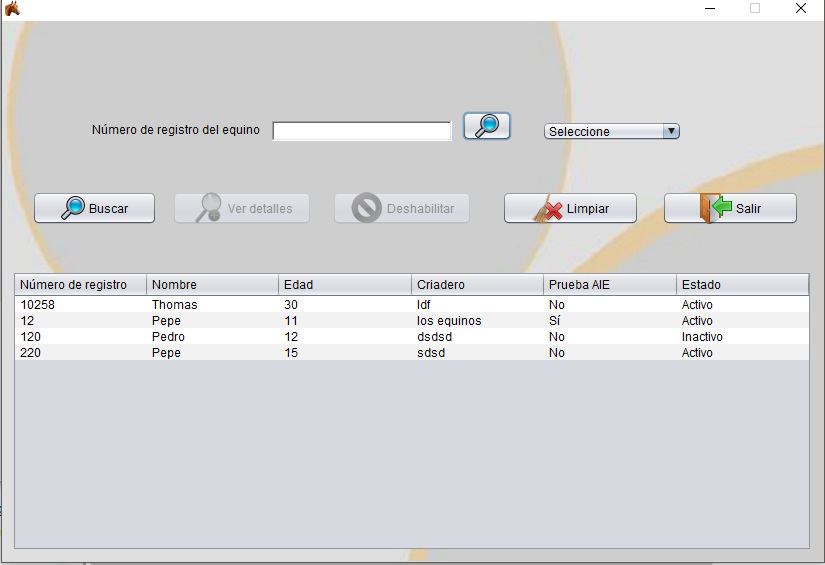 Número de registro del equino Seleccione
Buscar Ver detalles Deshabilitar Limpiar Salir
Número de registro Nombre Edad Criadero Prueba AIE Estado
10258 Thomas 30 ldf No Activo
12 Pepe 11 los equinos Sí Activo
120 Pedro 12 dsdsd No Inactivo
220 Pepe 15 sdsd No Activo